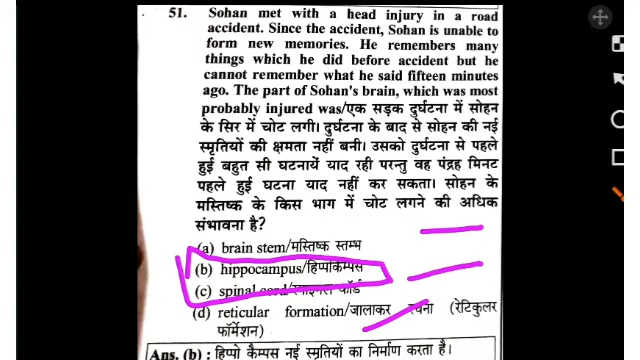 51. Sohan met with a head injury in a road
accident. Since the accident, Sohan is unable to
form new memories. He remembers many
things which he did before accident but he
cannot remember what he said fifteen minutes
ago. The part of Sohan's brain, which was most
probably injured was/एक सड़क दुर्घटना में सोहन
के सिर में चोट लगी। दुर्घटना के बाद से सोहन की नई
स्मृतियों की क्षमता नहीं बनी। उसको दुर्घटना से पहले
हुई बहुत सी घटनायें याद रही परन्तु वह पंद्रह मिनट
पहले हुई घटना याद नहीं कर सकता। सोहन के
मस्तिष्क के किस भाग में चोट लगने की अधिक
संभावना है?
(a) brain stem/मस्तिष्क स्तम्भ
(b) hippocampus/हिप्पोकैम्पस
(c) spinal cord/स्पाइनल कॉर्ड
(d) reticular formation/जालाकर रचना (रेटिकुलर
फॉर्मेशन)
Ans. (b) : हिप्पो कैम्पस नई स्मृतियों का निर्माण करता है।